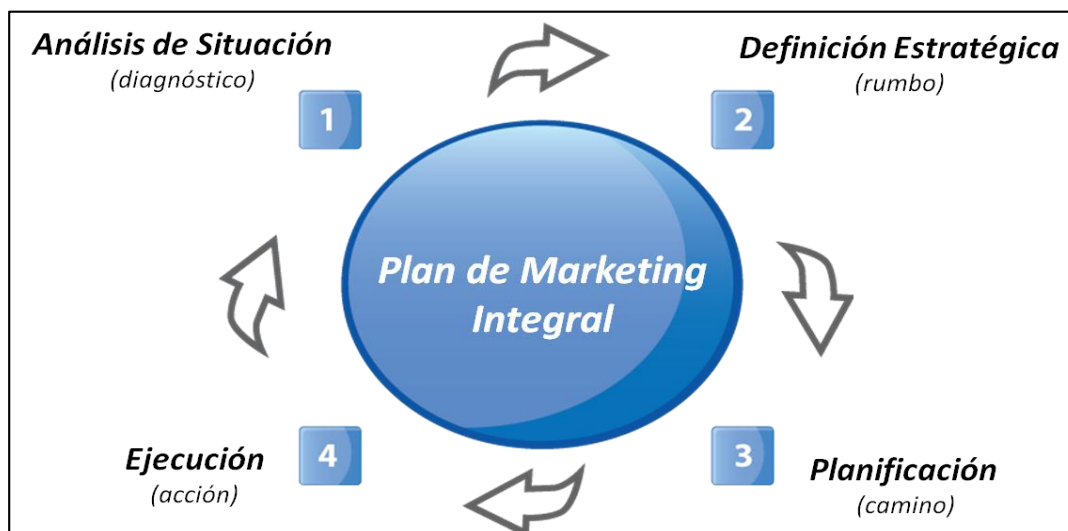 Análisis de Situación
(diagnóstico)
1
Definición Estratégica
(rumbo)
2
Plan de Marketing
Integral
3
Planificación
(camino)
4
Ejecución
(acción)